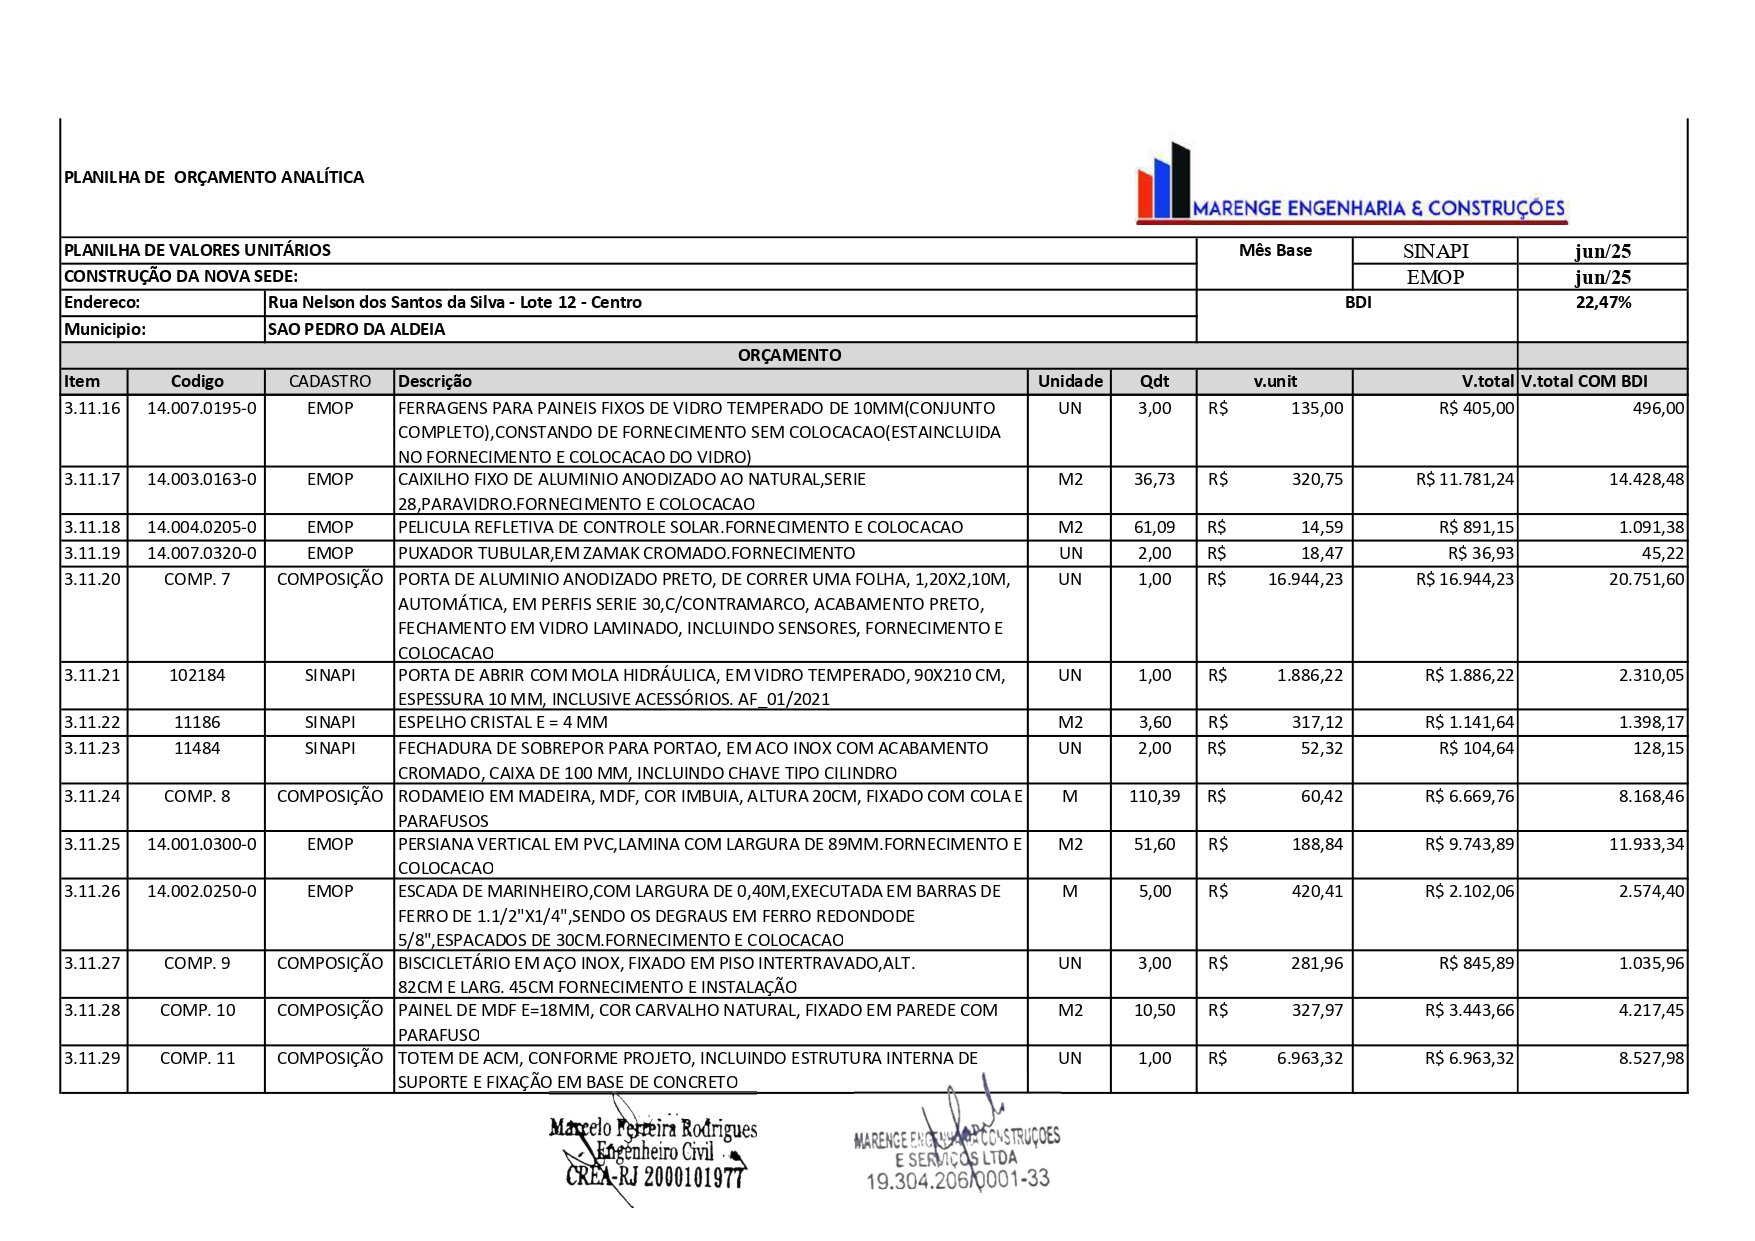 PLANILHA DE ORÇAMENTO ANALÍTICA
MARENGE ENGENHARIA & CONSTRUÇÕES
PLANILHA DE VALORES UNITÁRIOS Mês Base SINAPI jun/25
CONSTRUÇÃO DA NOVA SEDE: EMOP jun/25
Endereco: Rua Nelson dos Santos da Silva - Lote 12 - Centro BDI 22,47%
Municipio: SAO PEDRO DA ALDEIA
ORÇAMENTO
Item Codigo CADASTRO Descrição Unidade Qdt v.unit V.total V.total COM BDI
3.11.16 14.007.0195-0 EMOP FERRAGENS PARA PAINEIS FIXOS DE VIDRO TEMPERADO DE 10MM(CONJUNTO UN 3,00 R$ 135,00 R$ 405,00 496,00
COMPLETO),CONSTANDO DE FORNECIMENTO SEM COLOCACAO(ESTAINCLUIDA
NO FORNECIMENTO E COLOCACAO DO VIDRO)
3.11.17 14.003.0163-0 EMOP CAIXILHO FIXO DE ALUMINIO ANODIZADO AO NATURAL,SERIE M2 36,73 R$ 320,75 R$ 11.781,24 14.428,48
28,PARAVIDRO.FORNECIMENTO E COLOCACAO
3.11.18 14.004.0205-0 EMOP PELICULA REFLETIVA DE CONTROLE SOLAR.FORNECIMENTO E COLOCACAO M2 61,09 R$ 14,59 R$ 891,15 1.091,38
3.11.19 14.007.0320-0 EMOP PUXADOR TUBULAR,EM ZAMAK CROMADO.FORNECIMENTO UN 2,00 R$ 18,47 R$ 36,93 45,22
3.11.20 COMP. 7 COMPOSIÇÃO PORTA DE ALUMINIO ANODIZADO PRETO, DE CORRER UMA FOLHA, 1,20X2,10M, UN 1,00 R$ 16.944,23 R$ 16.944,23 20.751,60
AUTOMÁTICA, EM PERFIS SERIE 30,C/CONTRAMARCO, ACABAMENTO PRETO,
FECHAMENTO EM VIDRO LAMINADO, INCLUINDO SENSORES, FORNECIMENTO E
COLOCACAO
3.11.21 102184 SINAPI PORTA DE ABRIR COM MOLA HIDRÁULICA, EM VIDRO TEMPERADO, 90X210 CM, UN 1,00 R$ 1.886,22 R$ 1.886,22 2.310,05
ESPESSURA 10 MM, INCLUSIVE ACESSÓRIOS. AF_01/2021
3.11.22 11186 SINAPI ESPELHO CRISTAL E = 4 MM M2 3,60 R$ 317,12 R$ 1.141,64 1.398,17
3.11.23 11484 SINAPI FECHADURA DE SOBREPOR PARA PORTAO, EM ACO INOX COM ACABAMENTO UN 2,00 R$ 52,32 R$ 104,64 128,15
CROMADO, CAIXA DE 100 MM, INCLUINDO CHAVE TIPO CILINDRO
3.11.24 COMP. 8 COMPOSIÇÃO RODAMEIO EM MADEIRA, MDF, COR IMBUIA, ALTURA 20CM, FIXADO COM COLA E M 110,39 R$ 60,42 R$ 6.669,76 8.168,46
PARAFUSOS
3.11.25 14.001.0300-0 EMOP PERSIANA VERTICAL EM PVC,LAMINA COM LARGURA DE 89MM.FORNECIMENTO E M2 51,60 R$ 188,84 R$ 9.743,89 11.933,34
COLOCACAO
3.11.26 14.002.0250-0 EMOP ESCADA DE MARINHEIRO,COM LARGURA DE 0,40M,EXECUTADA EM BARRAS DE M 5,00 R$ 420,41 R$ 2.102,06 2.574,40
FERRO DE 1.1/2"X1/4",SENDO OS DEGRAUS EM FERRO REDONDODE
5/8",ESPACADOS DE 30CM.FORNECIMENTO E COLOCACAO
3.11.27 COMP. 9 COMPOSIÇÃO BISCICLETÁRIO EM AÇO INOX, FIXADO EM PISO INTERTRAVADO,ALT. UN 3,00 R$ 281,96 R$ 845,89 1.035,96
82CM E LARG. 45CM FORNECIMENTO E INSTALAÇÃO
3.11.28 COMP. 10 COMPOSIÇÃO PAINEL DE MDF E=18MM, COR CARVALHO NATURAL, FIXADO EM PAREDE COM M2 10,50 R$ 327,97 R$ 3.443,66 4.217,45
PARAFUSO
3.11.29 COMP. 11 COMPOSIÇÃO TOTEM DE ACM, CONFORME PROJETO, INCLUINDO ESTRUTURA INTERNA DE UN 1,00 R$ 6.963,32 R$ 6.963,32 8.527,98
SUPORTE E FIXAÇÃO EM BASE DE CONCRETO
Marcelo Ferreira Rodrigues
Engenheiro Civil
CREA-RJ 2000101977
MARENGE ENGENHARIA CONSTRUÇOES
E SERVIÇOS LTDA
19.304.206/0001-33